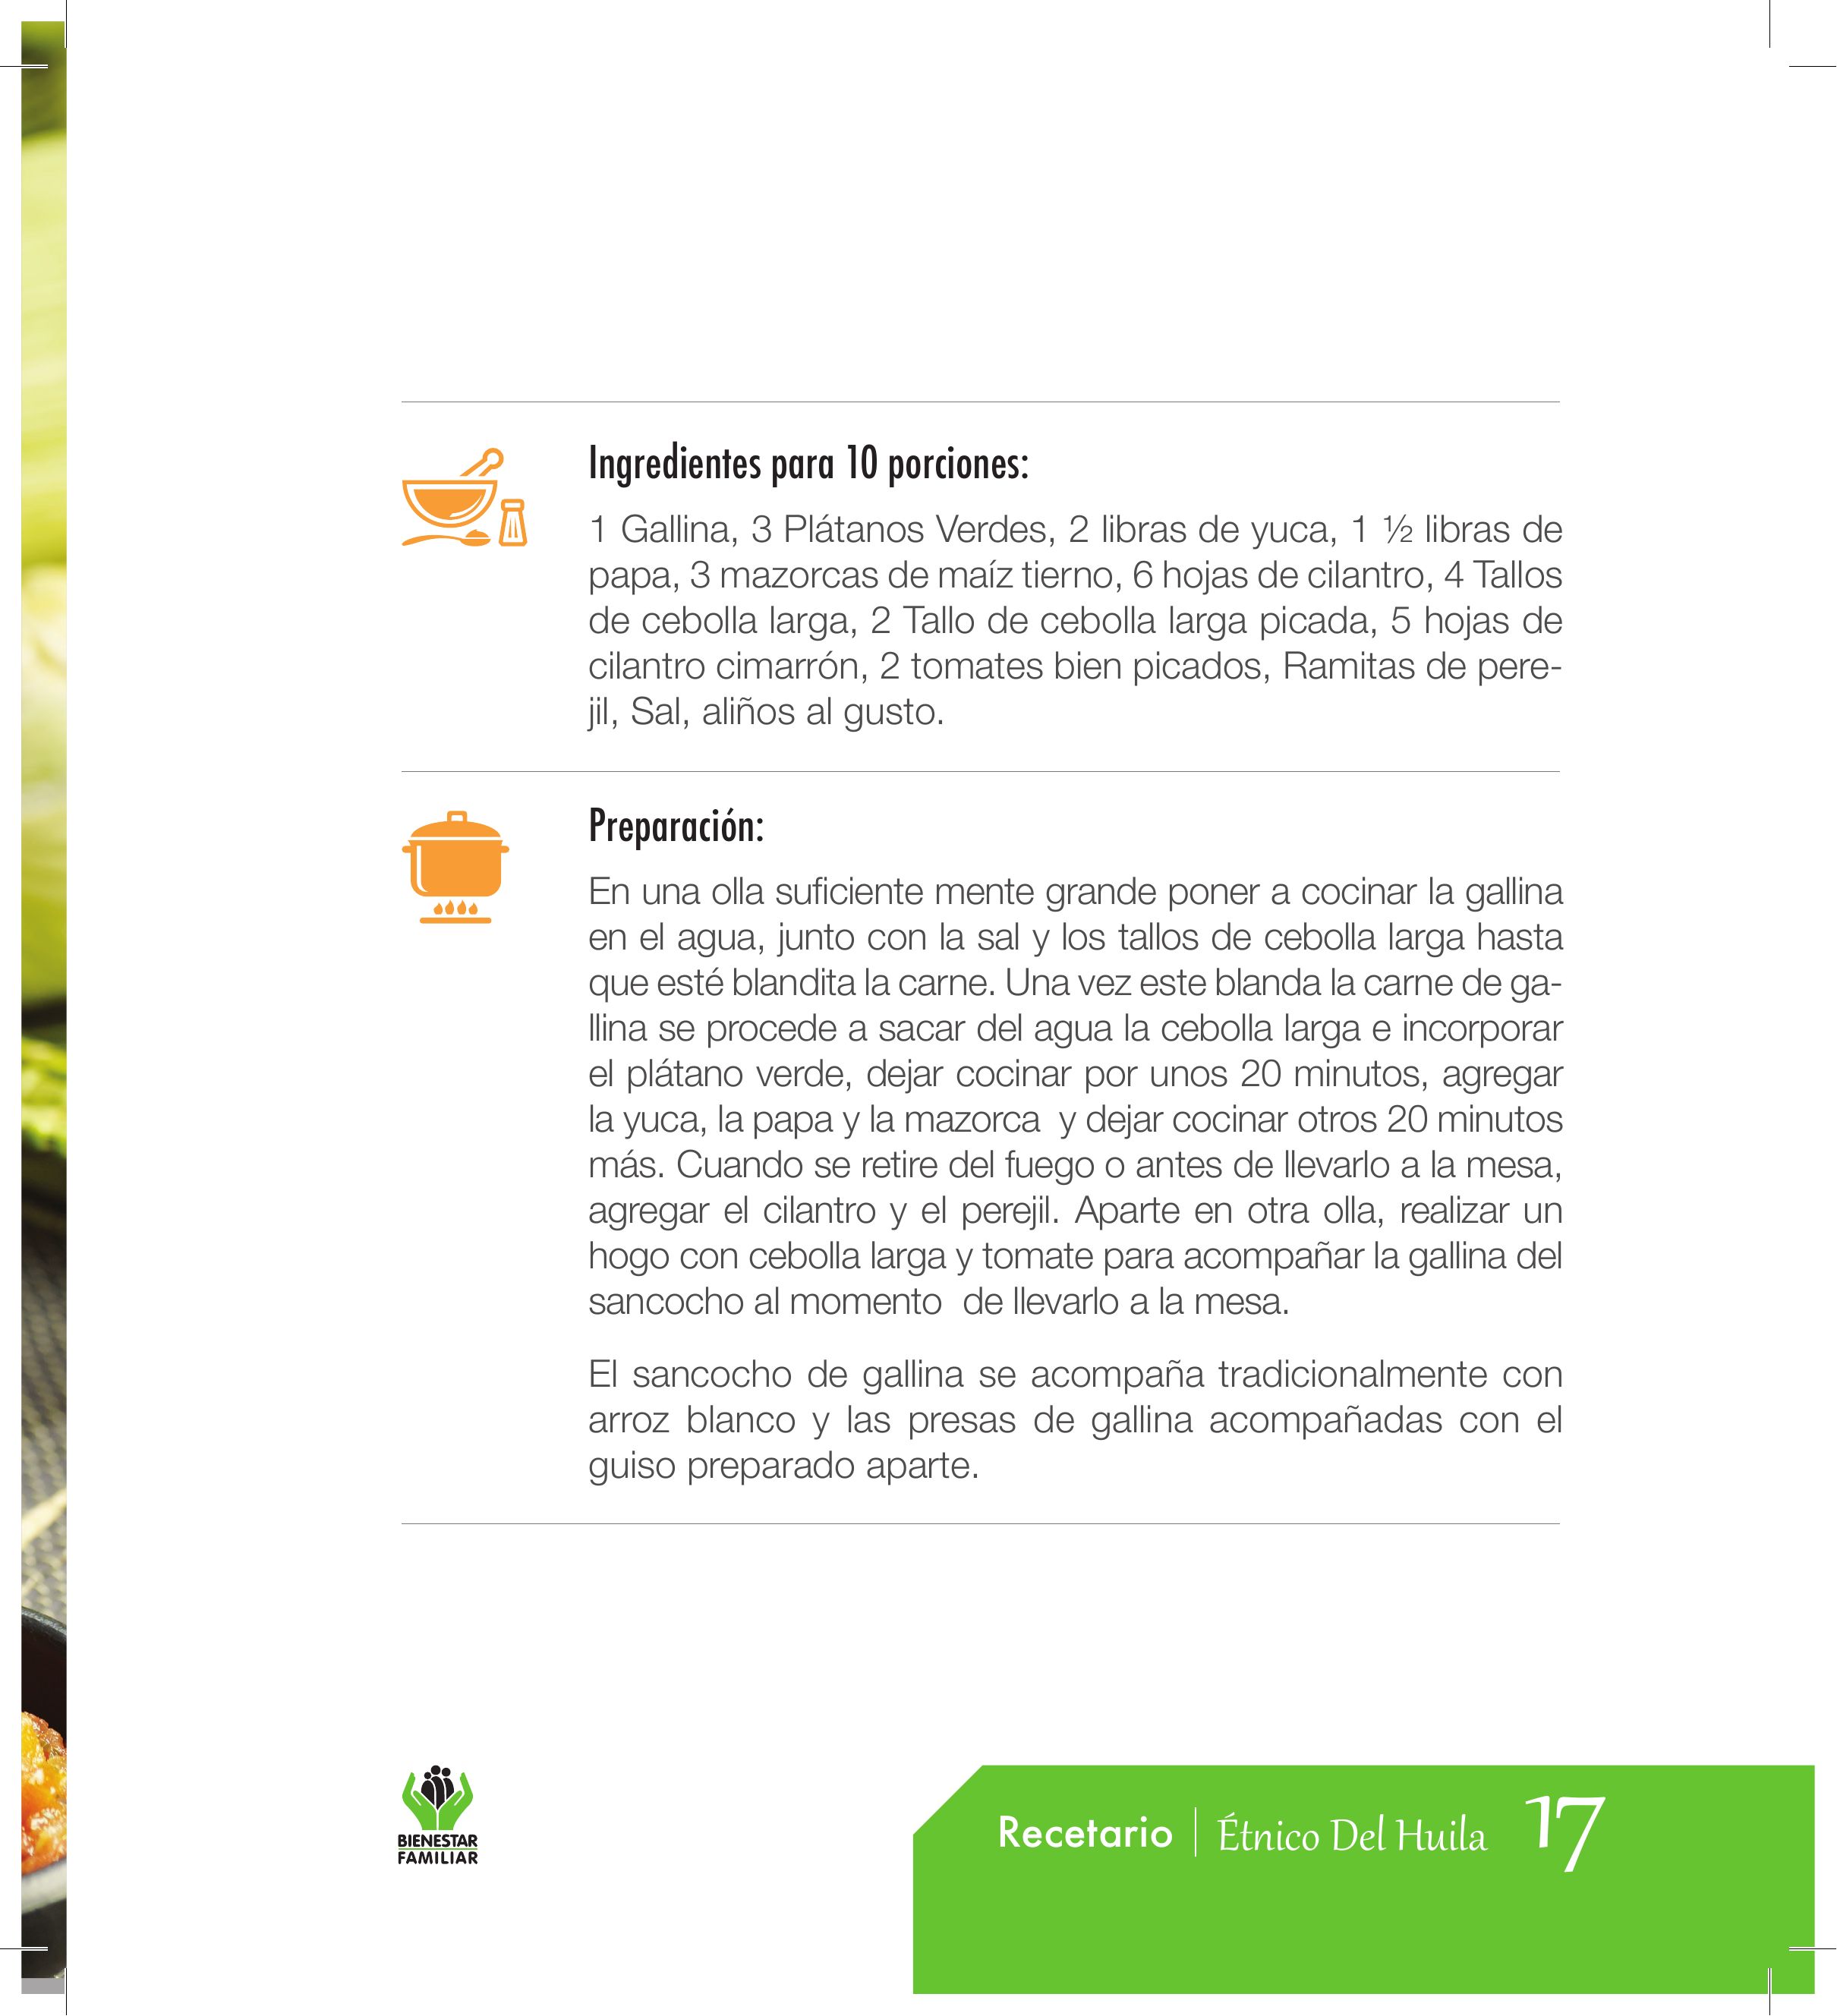 Ingredientes para 10 porciones:
1 Gallina, 3 Plátanos Verdes, 2 libras de yuca, 1 ½ libras de
papa, 3 mazorcas de maíz tierno, 6 hojas de cilantro, 4 Tallos
de cebolla larga, 2 Tallo de cebolla larga picada, 5 hojas de
cilantro cimarrón, 2 tomates bien picados, Ramitas de pere-
jil, Sal, aliños al gusto.
Preparación:
En una olla suficiente mente grande poner a cocinar la gallina
en el agua, junto con la sal y los tallos de cebolla larga hasta
que esté blandita la carne. Una vez este blanda la carne de ga-
llina se procede a sacar del agua la cebolla larga e incorporar
el plátano verde, dejar cocinar por unos 20 minutos, agregar
la yuca, la papa y la mazorca  y dejar cocinar otros 20 minutos
más. Cuando se retire del fuego o antes de llevarlo a la mesa,
agregar el cilantro y el perejil. Aparte en otra olla, realizar un
hogo con cebolla larga y tomate para acompañar la gallina del
sancocho al momento  de llevarlo a la mesa.
El sancocho de gallina se acompaña tradicionalmente con
arroz blanco y las presas de gallina acompañadas con el
guiso preparado aparte.
BIENESTAR
FAMILIAR
Recetario | Étnico Del Huila 17